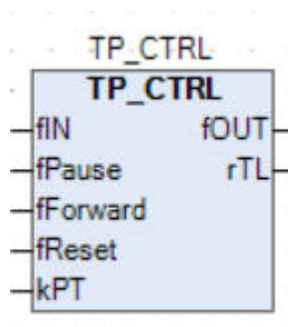 TP_CTRL
TP_CTRL
fIN fOUT
fPause rTL
fForward
fReset
kPT